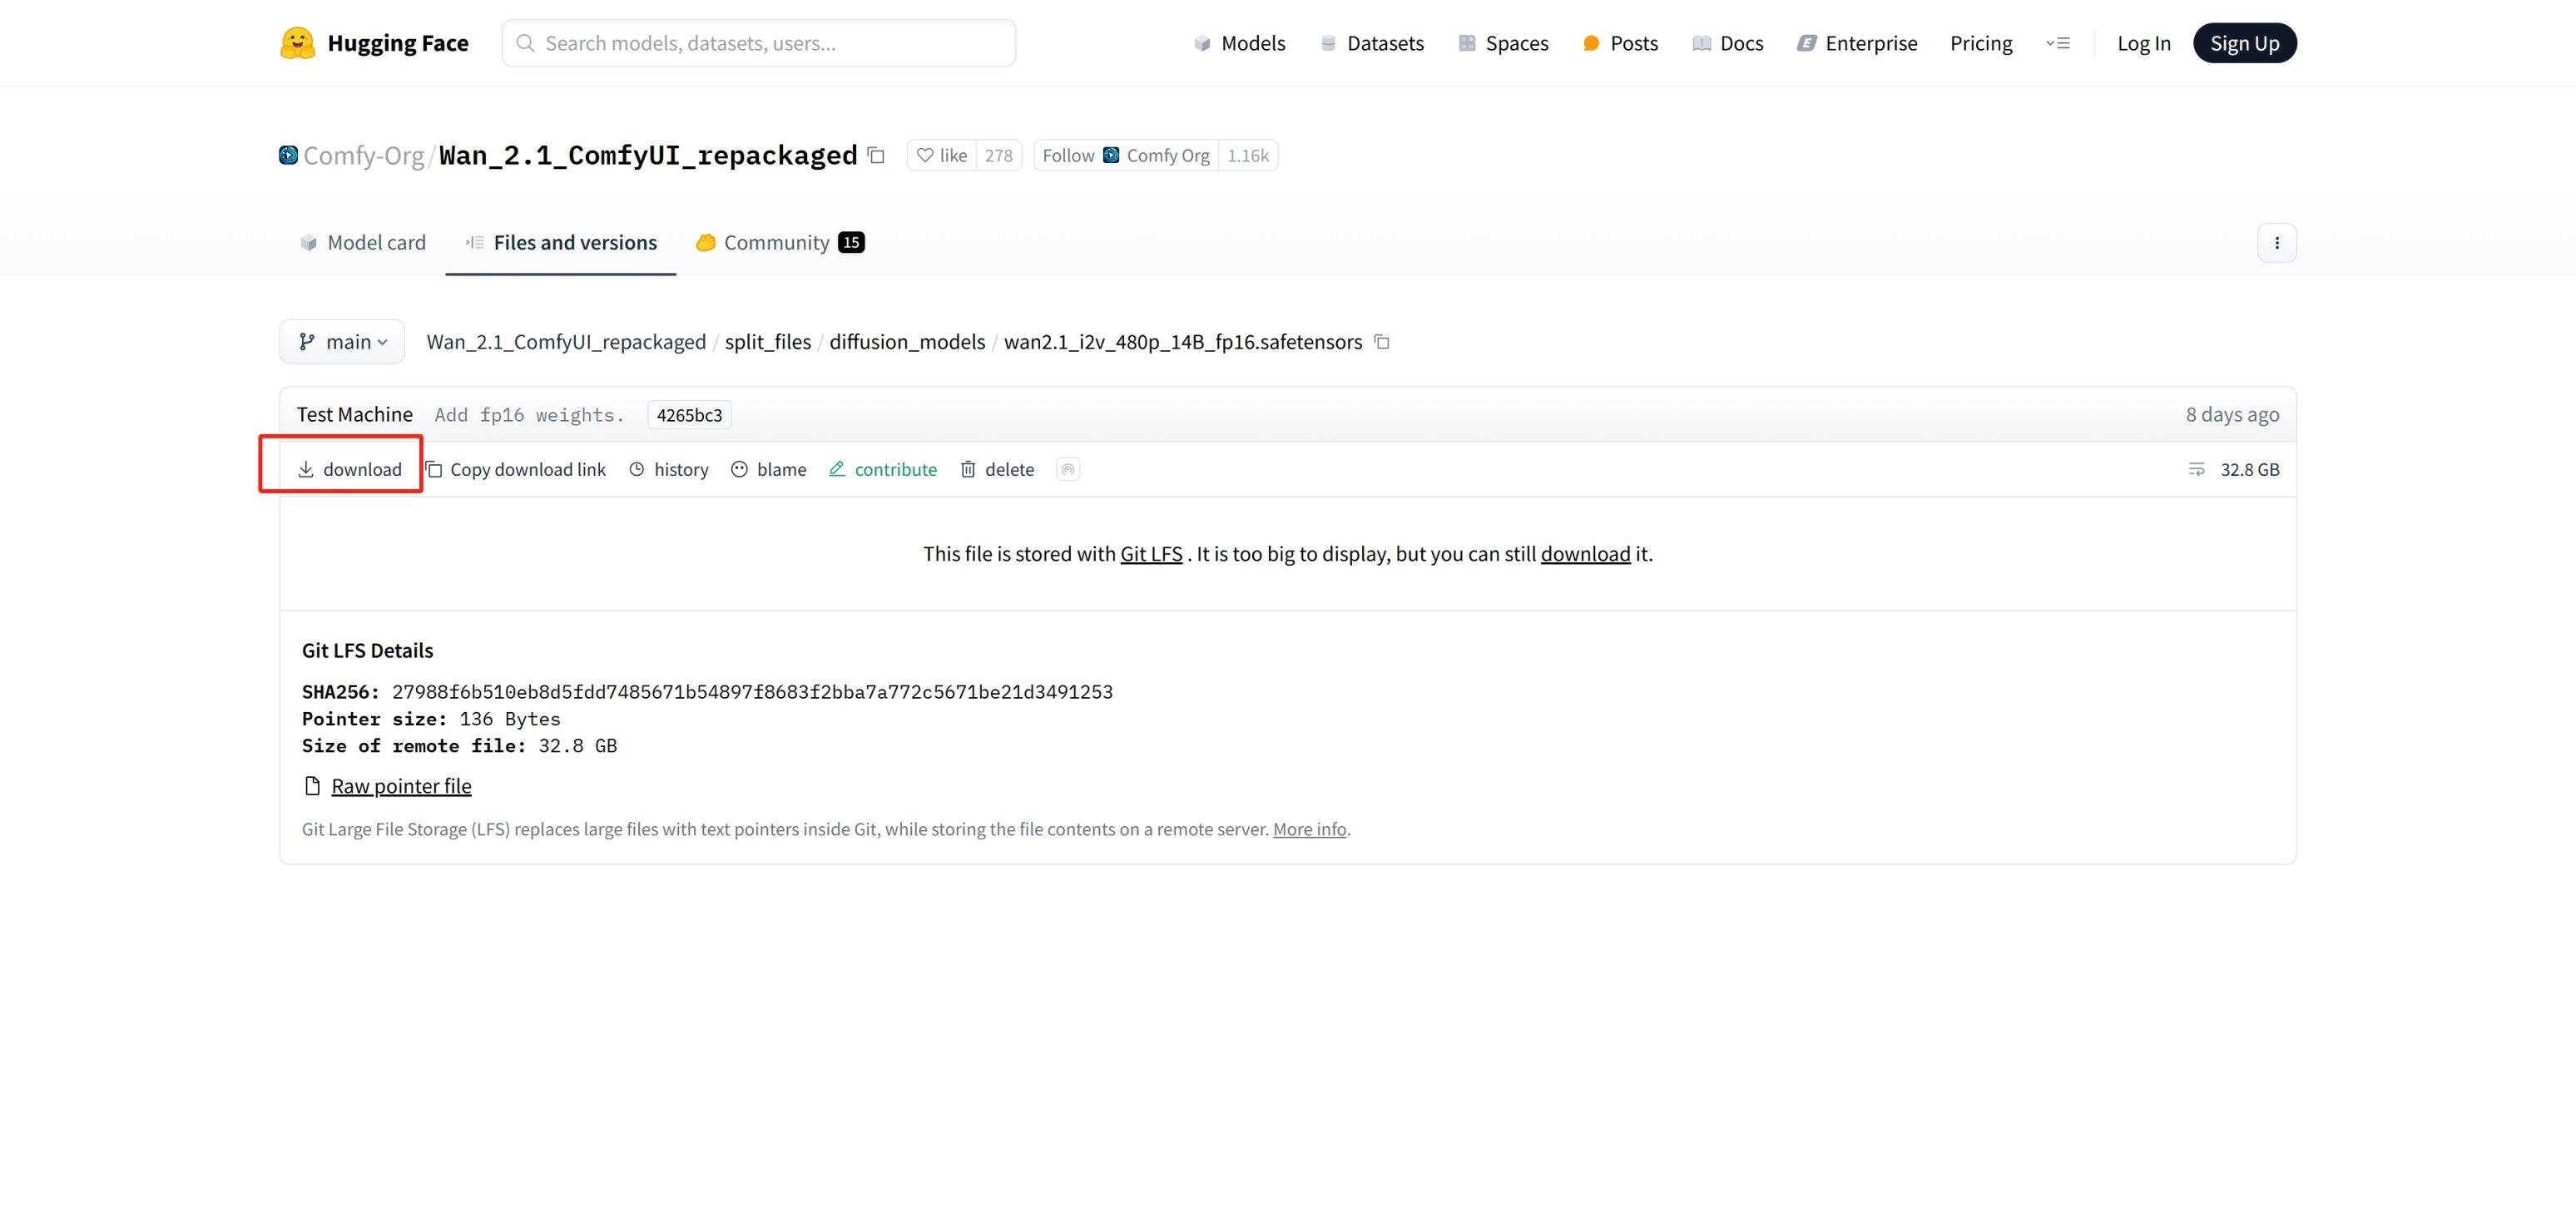 Hugging Face
Search models, datasets, users...
Models
Datasets
Spaces
Posts
Docs
Enterprise
Pricing
Log In
Sign Up
Comfy-Org/Wan_2.1_ComfyUI_repackaged
like 278
Follow Comfy Org 1.16k
Model card
Files and versions
Community 15
main
Wan_2.1_ComfyUI_repackaged / split_files / diffusion_models / wan2.1_i2v_480p_14B_fp16.safetensors
Test Machine Add fp16 weights. 4265bc3 8 days ago
download Copy download link history blame contribute delete 32.8 GB
This file is stored with Git LFS . It is too big to display, but you can still download it.
Git LFS Details
SHA256: 27988f6b510eb8d5fdd7485671b54897f8683f2bba7a772c5671be21d3491253
Pointer size: 136 Bytes
Size of remote file: 32.8 GB
Raw pointer file
Git Large File Storage (LFS) replaces large files with text pointers inside Git, while storing the file contents on a remote server. More info.